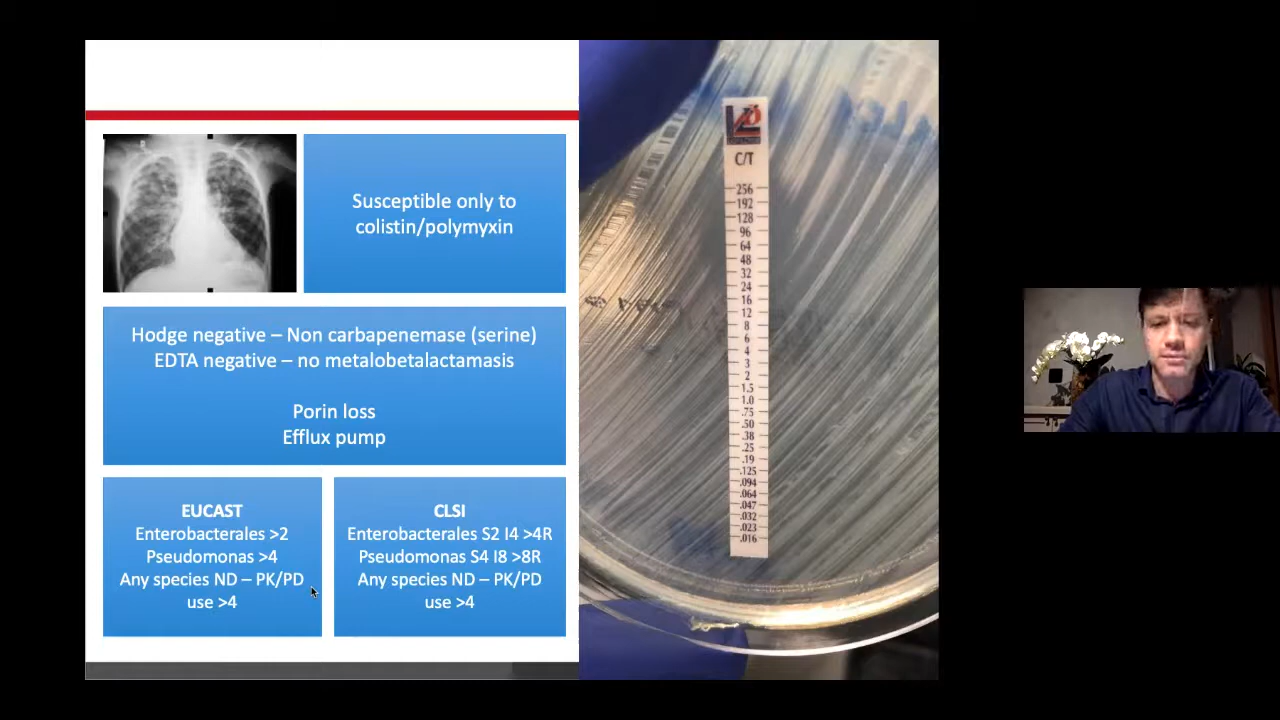 Susceptible only to
colistin/polymyxin
Hodge negative – Non carbapenemase (serine)
EDTA negative – no metalobetalactamasis
Porin loss
Efflux pump
EUCAST
Enterobacterales >2
Pseudomonas >4
Any species ND – PK/PD
use >4
CLSI
Enterobacterales S2 I4 >4R
Pseudomonas S4 I8 >8R
Any species ND – PK/PD
use >4
C/T
256
192
128
96
64
48
32
24
16
12
8
6
4
3
2
1.5
1.0
.75
.50
.38
.25
.19
.125
.094
.064
.047
.032
.023
.016